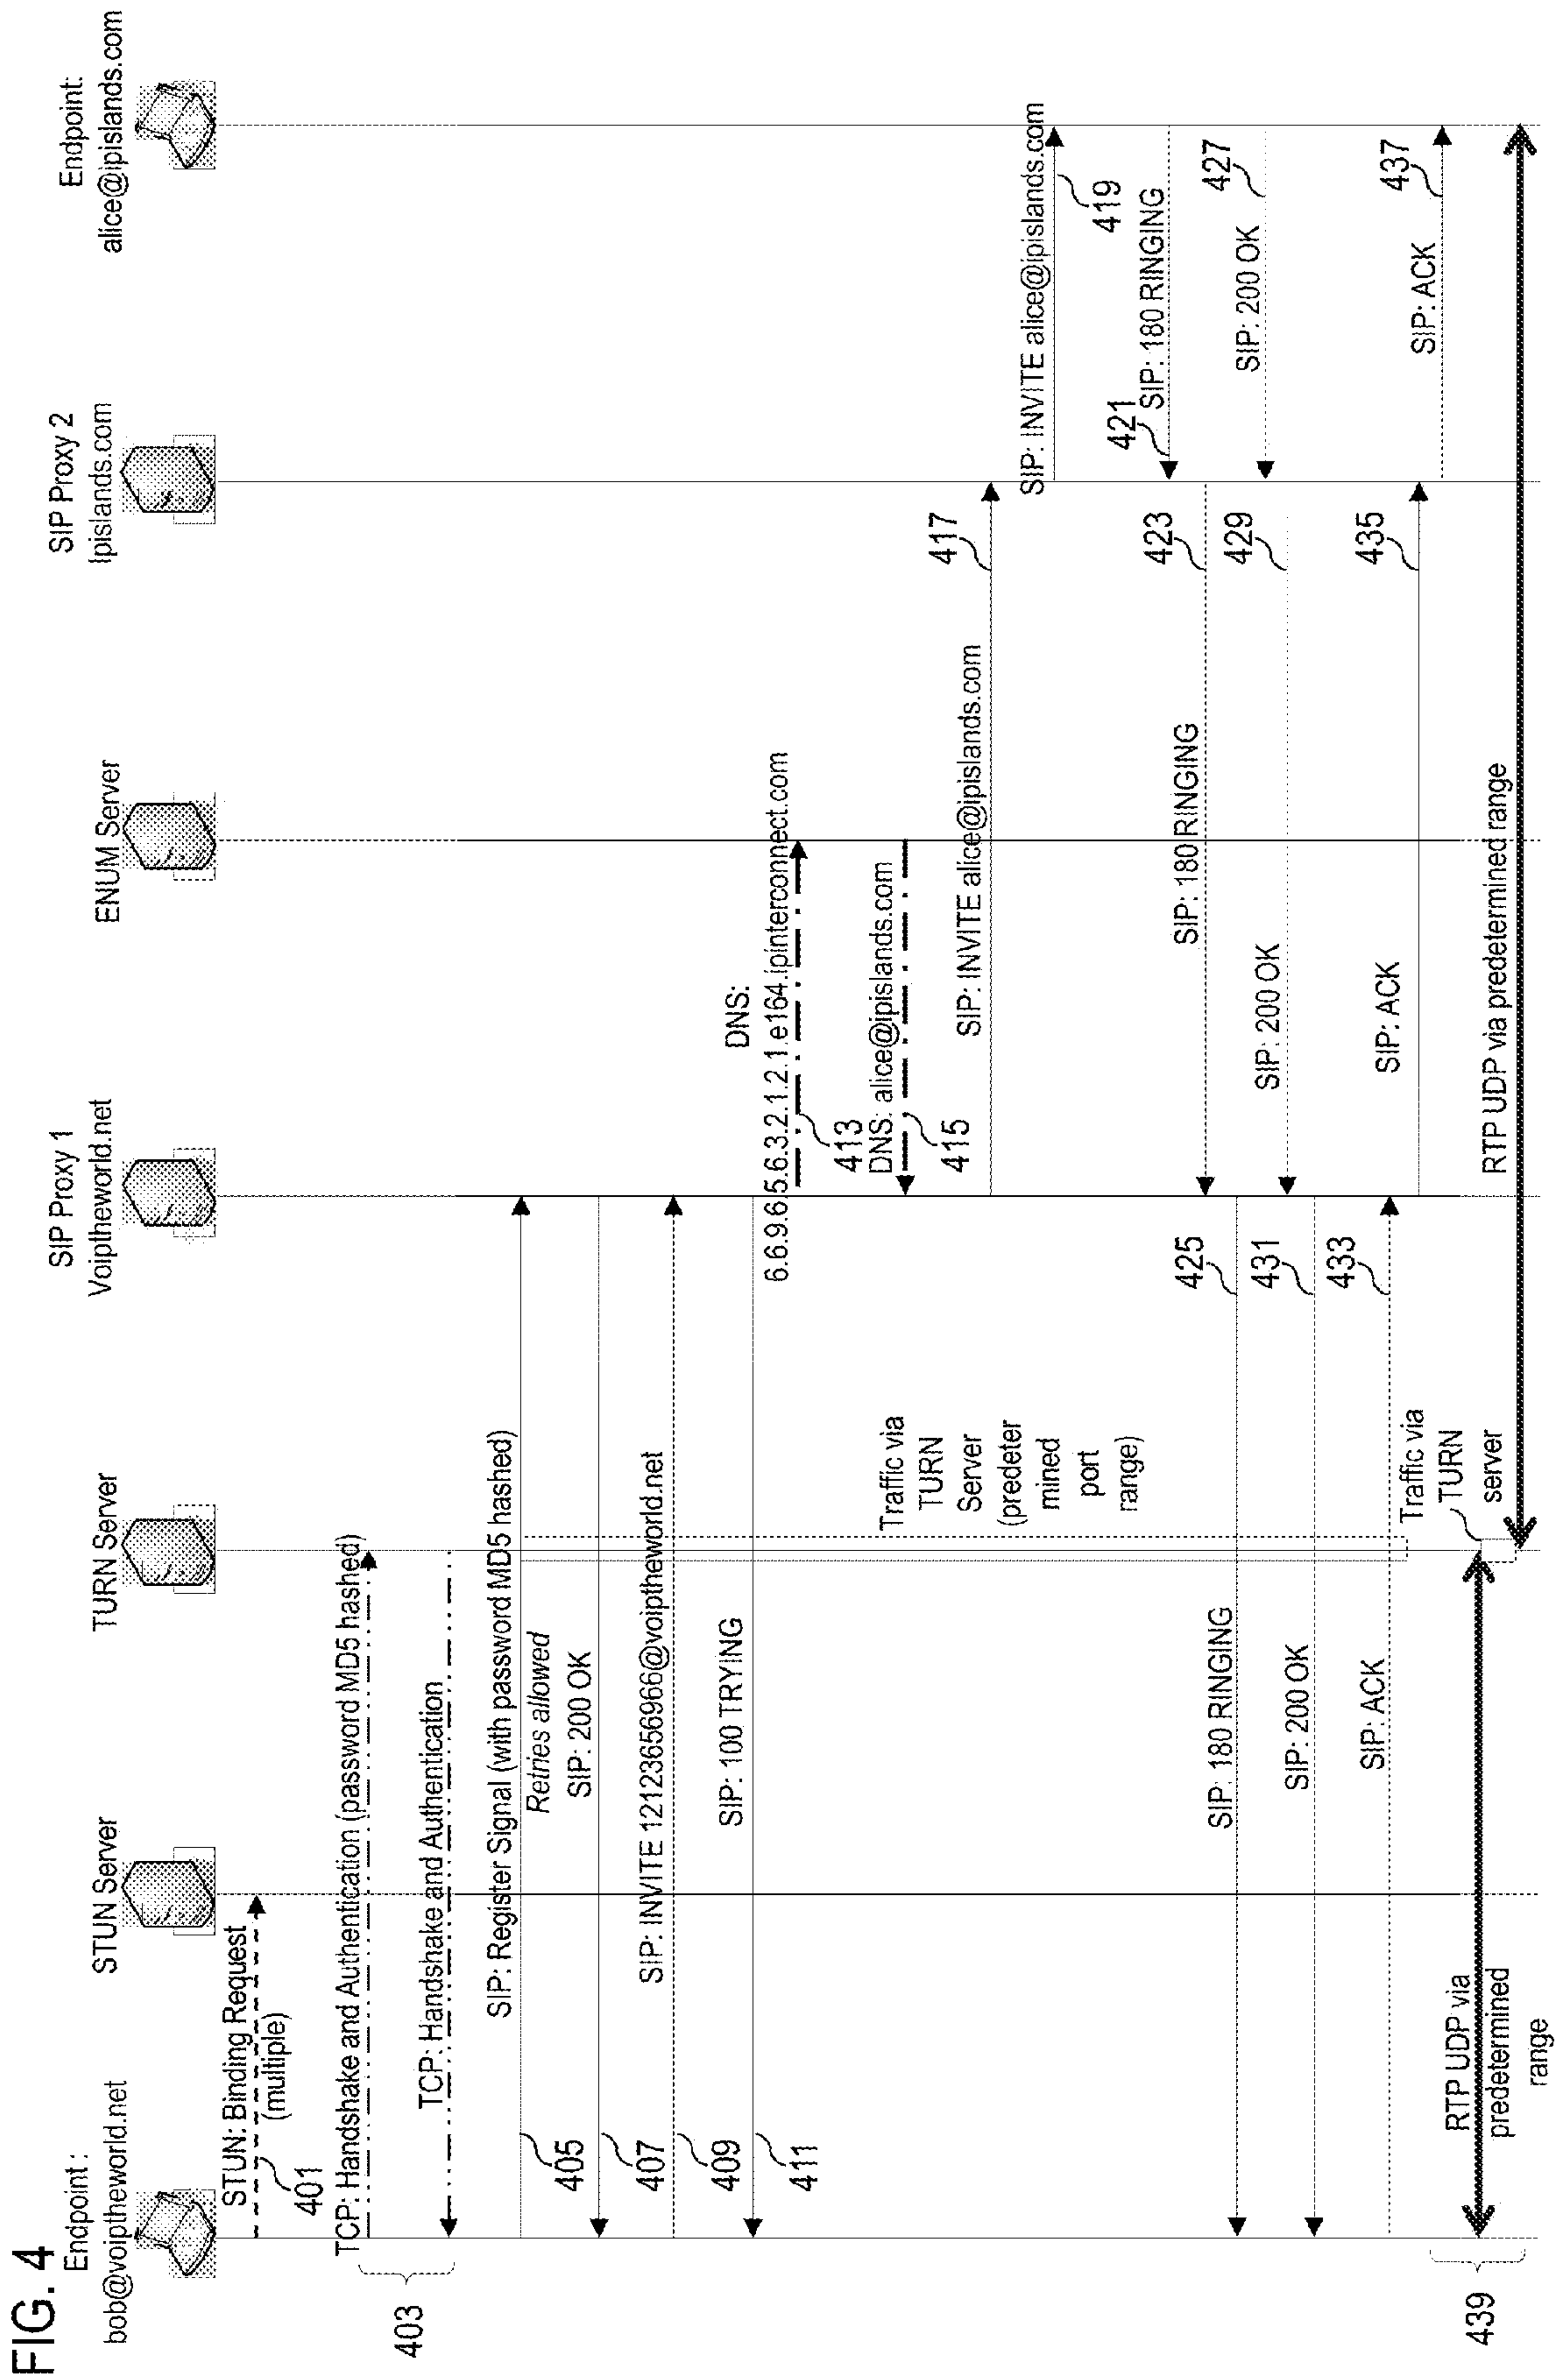 FIG. 4
Endpoint :
bob@voiptheworld.net
STUN Server
TURN Server
SIP Proxy 1
Voiptheworld.net
ENUM Server
SIP Proxy 2
Ipislands.com
Endpoint:
alice@ipislands.com
STUN: Binding Request
(multiple)
401
TCP: Handshake and Authentication (password MD5 hashed)
403
TCP: Handshake and Authentication
SIP: Register Signal (with password MD5 hashed)
405
Retries allowed
SIP: 200 OK
407
SIP: INVITE 12123656966@voiptheworld.net
409
SIP: 100 TRYING
411
DNS:
6.6.9.6.5.6.3.2.1.2.1.e164.ipinterconnect.com
413
DNS: alice@ipislands.com
415
SIP: INVITE alice@ipislands.com
417
SIP: INVITE alice@ipislands.com
419
Traffic via
TURN
Server
(predeter
mined
port
range)
421
SIP: 180 RINGING
SIP: 180 RINGING
423
SIP: 180 RINGING
425
SIP: 200 OK
427
SIP: 200 OK
429
SIP: 200 OK
431
SIP: ACK
433
SIP: ACK
435
SIP: ACK
437
Traffic via
TURN
server
439
RTP UDP via
predetermined
range
RTP UDP via predetermined range